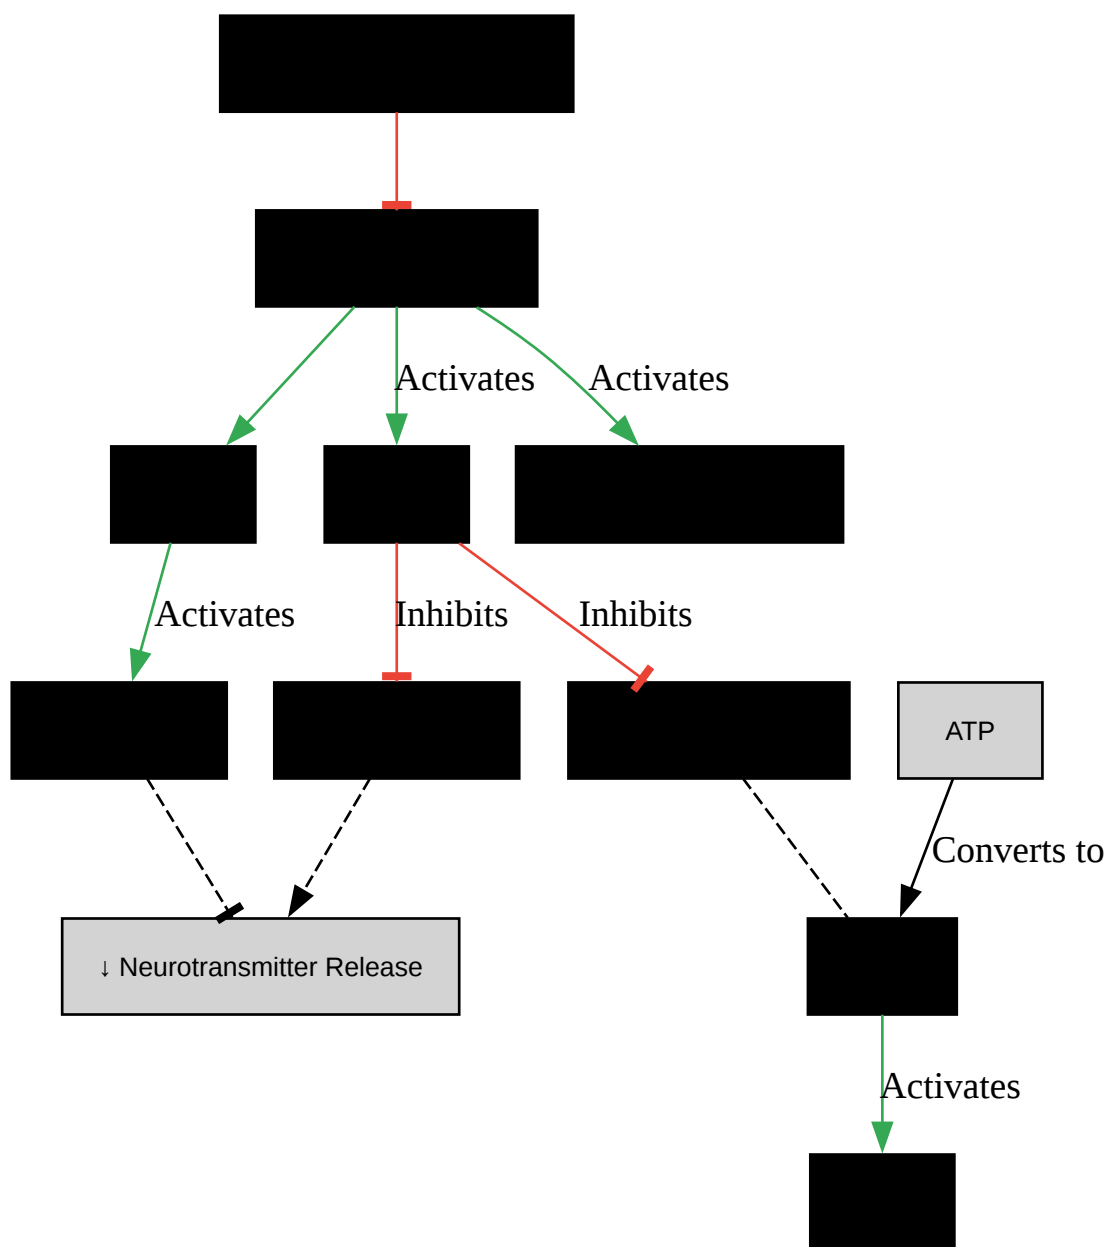 Activates
Activates
Activates
Inhibits
Inhibits
ATP
Converts to
↓ Neurotransmitter Release
Activates